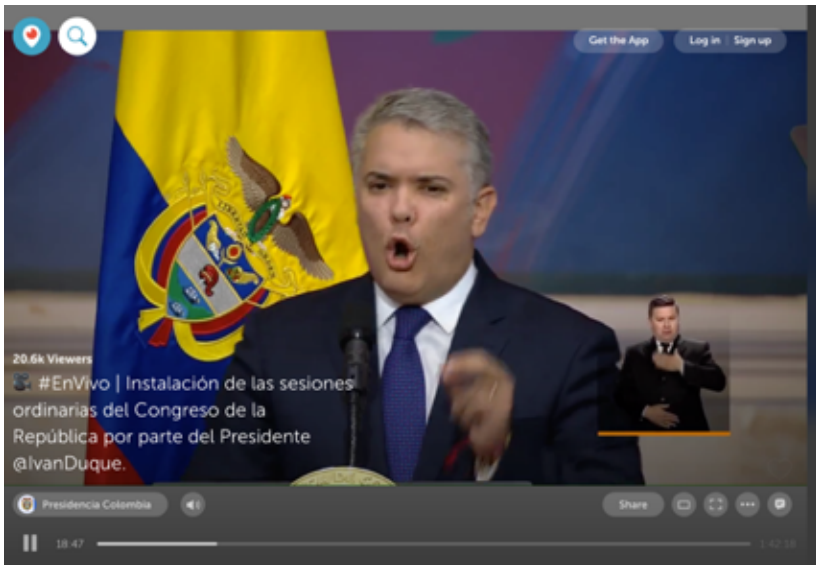 Get the App
Log in | Sign up
20.6k Viewers
#EnVivo | Instalación de las sesiones
ordinarias del Congreso de la
República por parte del Presidente
@IvanDuque.
Presidencia Colombia
Share
18:47
1:42:16